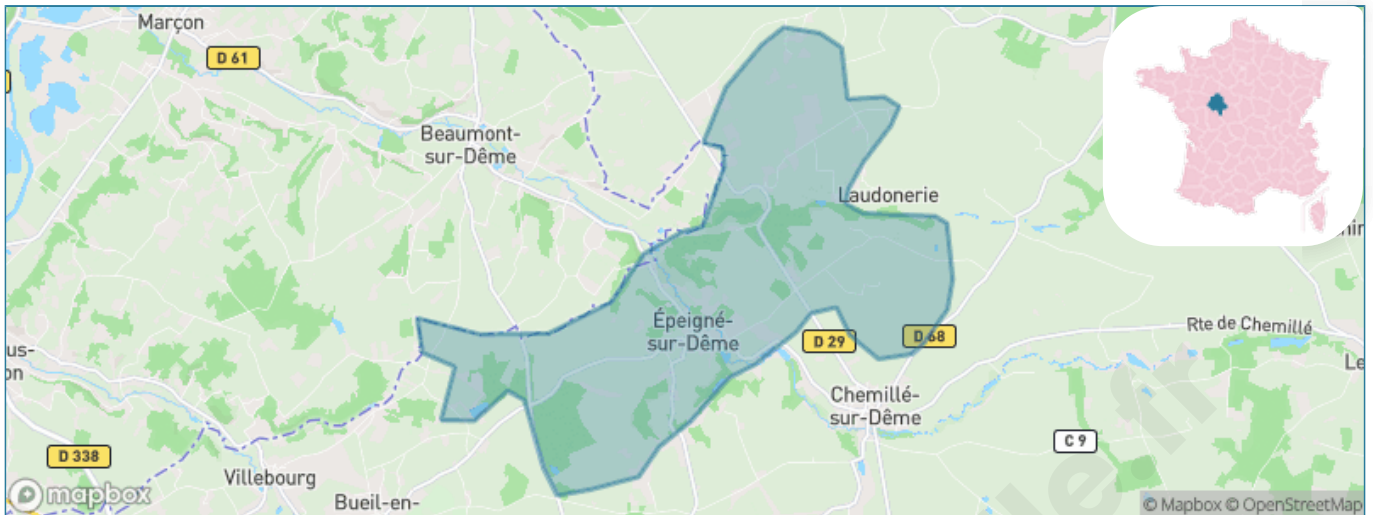 Marçon
D 61
Beaumont-
sur-Dême
Laudonerie
Épeigné-
sur-Dême
D 29
D 68
Rte de Chemillé
Chemillé-
sur-Dême
C 9
D 338
Villebourg
Bueil-en-
mapbox
© Mapbox © OpenStreetMap